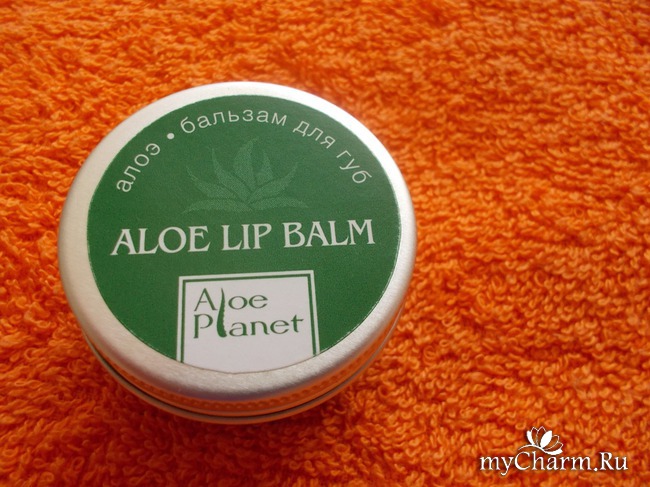 алоэ • бальзам для губ
ALOE LIP BALM
Aloe
Planet
myCharm.Ru